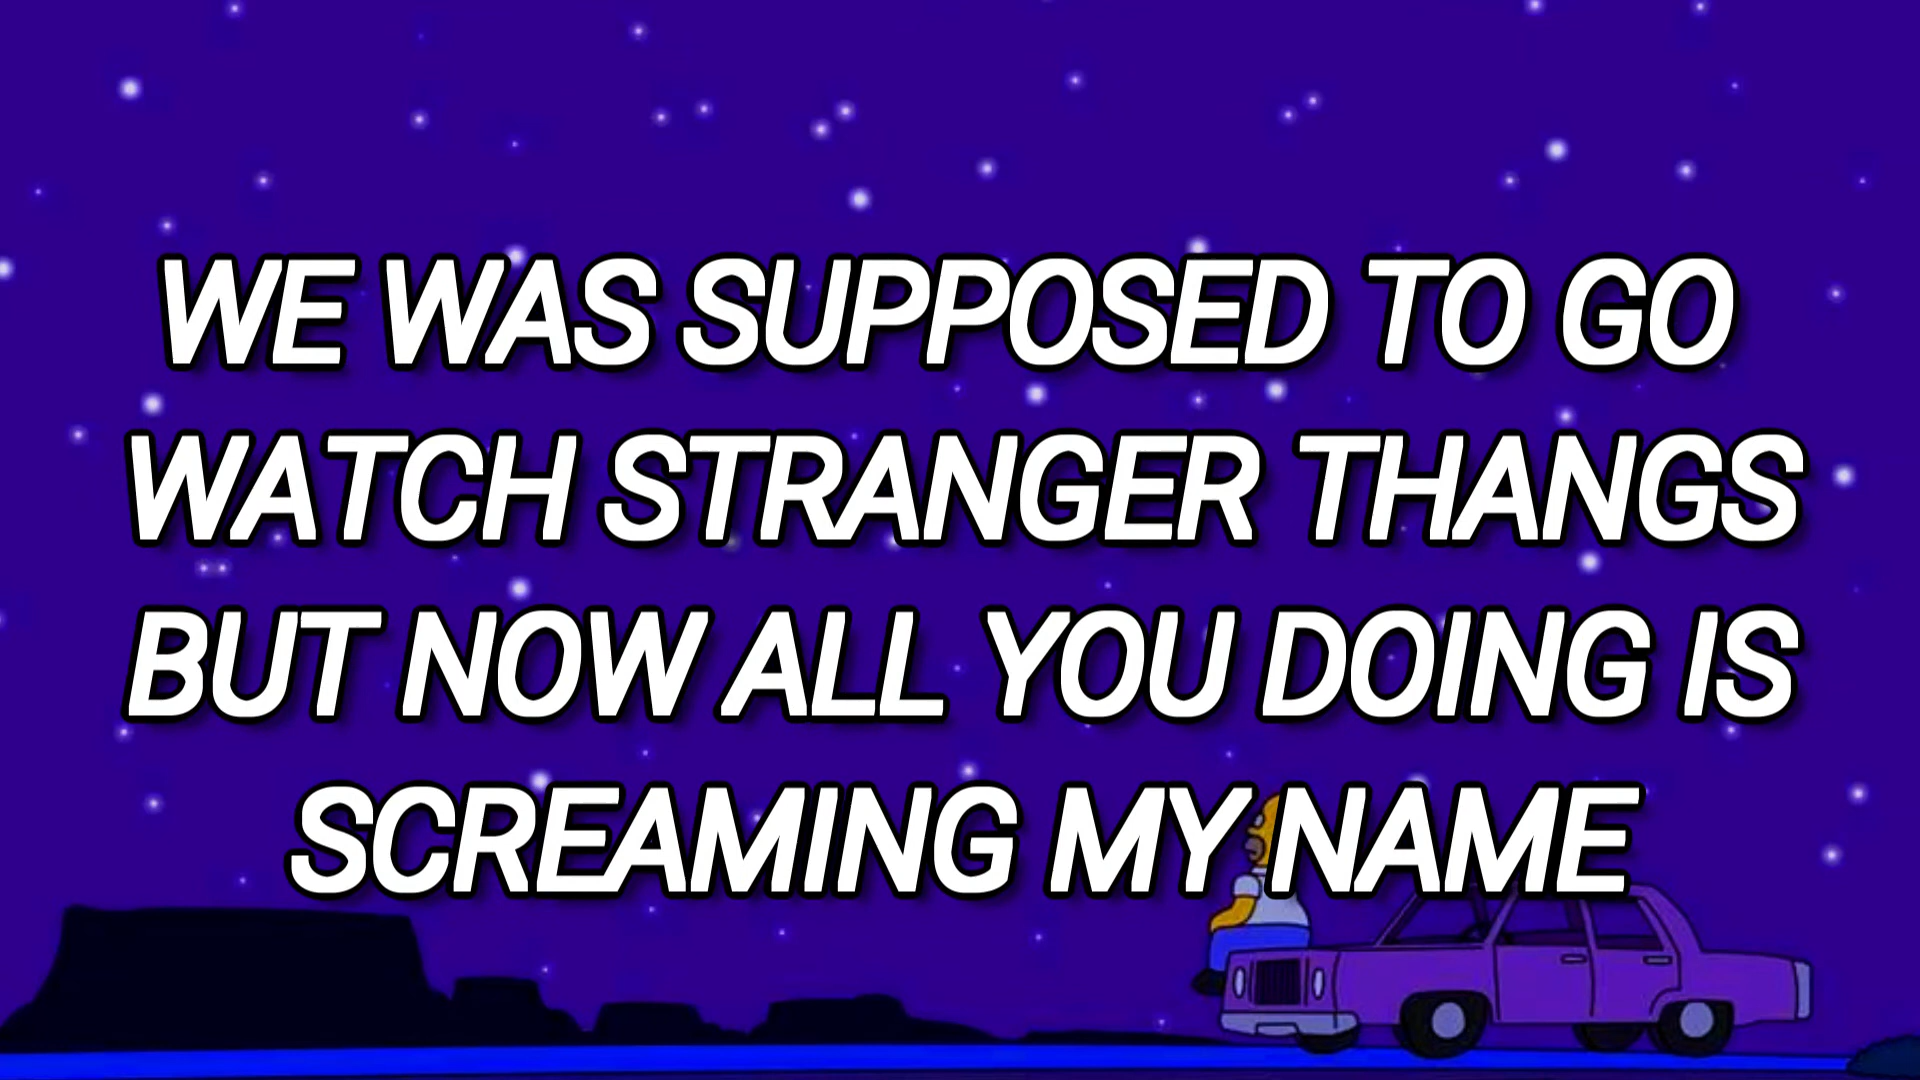 WE WAS SUPPOSED TO GO
WATCH STRANGER THANGS
BUT NOW ALL YOU DOING IS
SCREAMING MY NAME